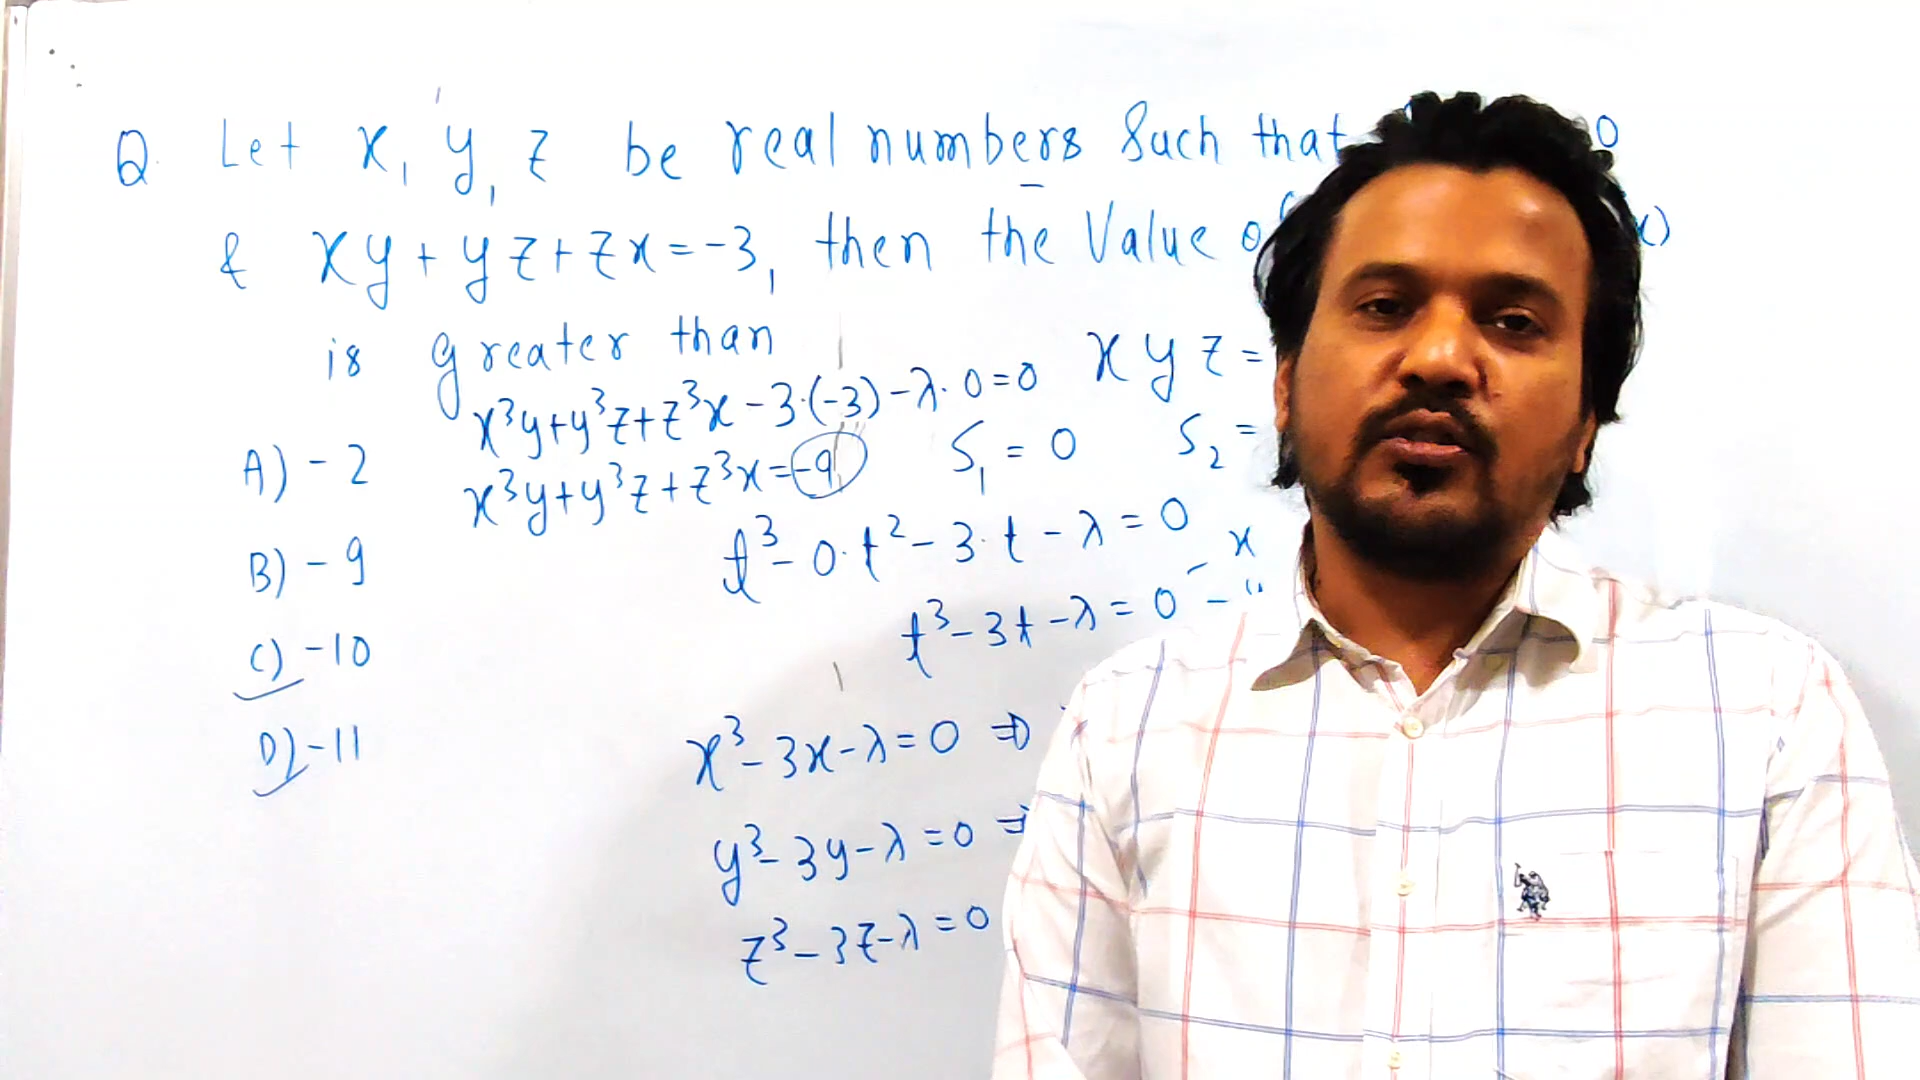 Q. Let x, y, z be real numbers Such that 0
& xy + yz + zx = -3, then the Value o x)
is greater than
x³y+y³z+z³x -3·(-3) -λ·0=0
x y z =
x³y+y³z+z³x=-9
S₁ = 0 S₂ =
A) -2
t³-0·t²-3·t-λ=0
x
B) -9
t³-3t-λ=0
C) -10
x³-3x-λ=0 ⇒
D) -11
y³-3y-λ=0 ⇒
z³-3z-λ=0